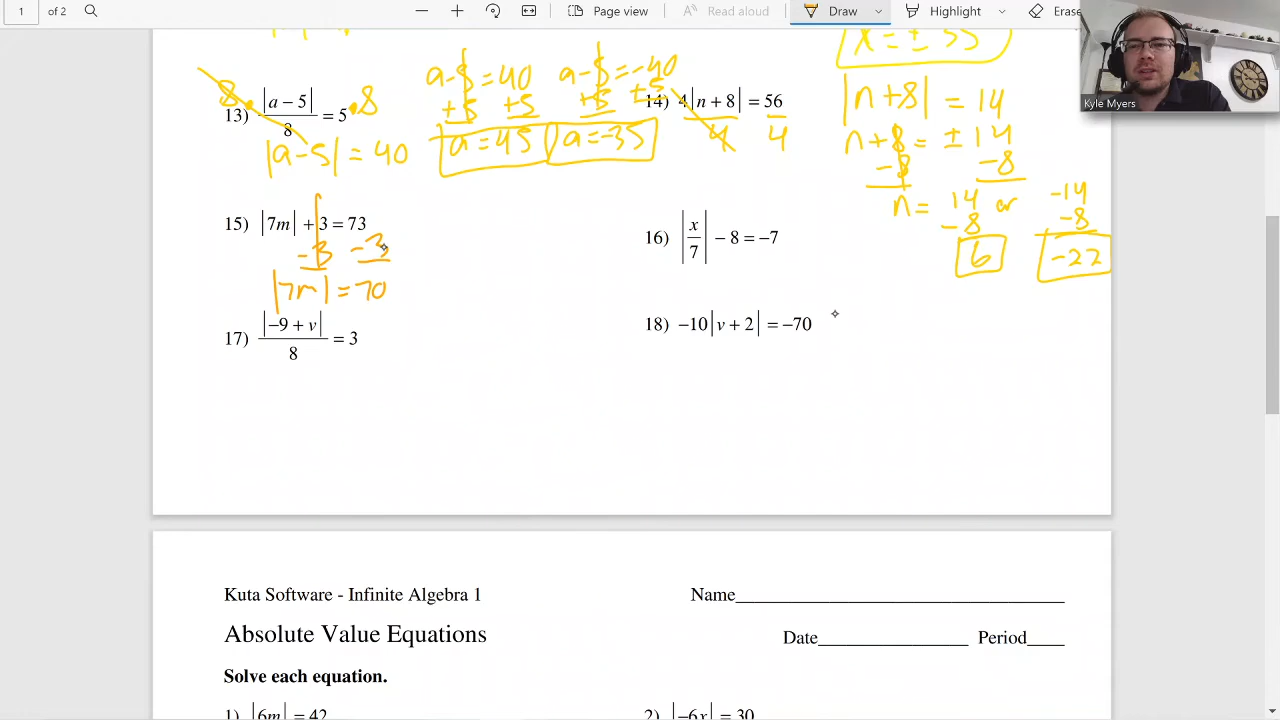 1 of 2 Page view Read aloud Draw Highlight Erase
Kyle Myers
x = ± 35
13) |a − 5| / 8 = 5
8 • • 8
|a-5| = 40
a-5 = 40
+5 +5
a = 45
a-5 = -40
+5 +5
a = -35
14) 4|n + 8| = 56
4 4
|n+8| = 14
n+8 = ±14
-8 -8
n = 14 or -14
-8 -8
6 -22
15) |7m| + 3 = 73
-3 -3
|7m| = 70
16) |x/7| − 8 = −7
17) |−9 + v| / 8 = 3
18) −10|v + 2| = −70
Kuta Software - Infinite Algebra 1 Name
Absolute Value Equations Date Period
Solve each equation.
1) |6m| = 42 2) |−6x| = 30